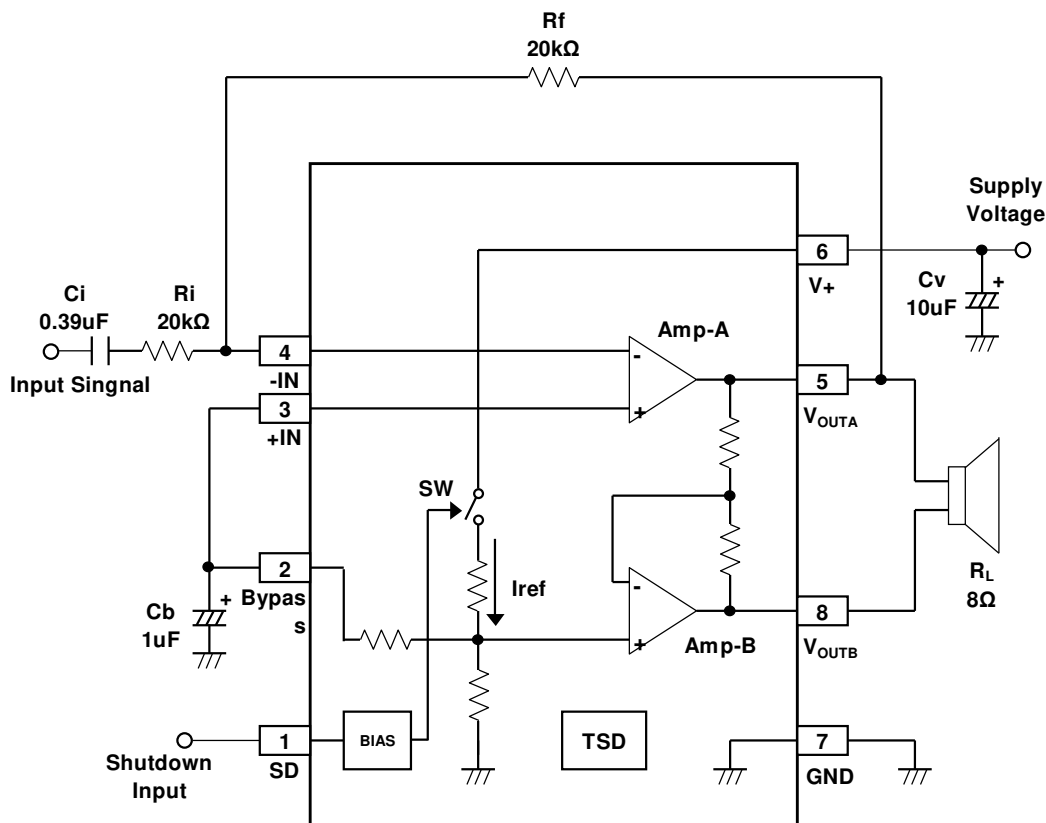 Rf
20kΩ
Supply
Voltage
6
V+
Cv
+
10uF
Ci
Ri
0.39uF
20kΩ
Input Singnal
4
-IN
3
+IN
Amp-A
-
+
5
VOUTA
SW
Iref
2
Bypas
s
+
Cb
1uF
-
+
Amp-B
8
VOUTB
RL
8Ω
1
SD
BIAS
TSD
7
GND
Shutdown
Input